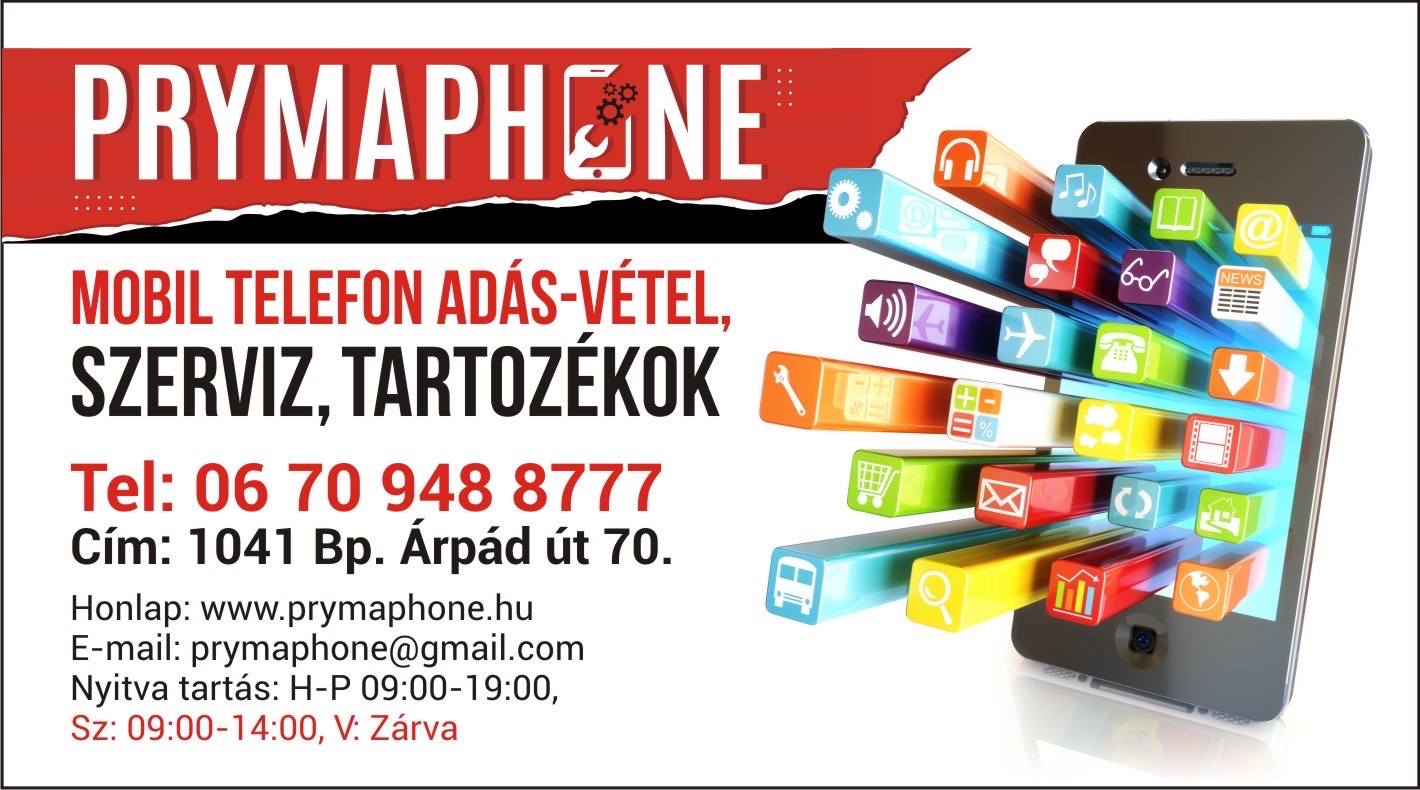 PRYMAPHONE
MOBIL TELEFON ADÁS-VÉTEL,
SZERVIZ, TARTOZÉKOK
Tel: 06 70 948 8777
Cím: 1041 Bp. Árpád út 70.
Honlap: www.prymaphone.hu
E-mail: prymaphone@gmail.com
Nyitva tartás: H-P 09:00-19:00,
Sz: 09:00-14:00, V: Zárva
@
NEWS